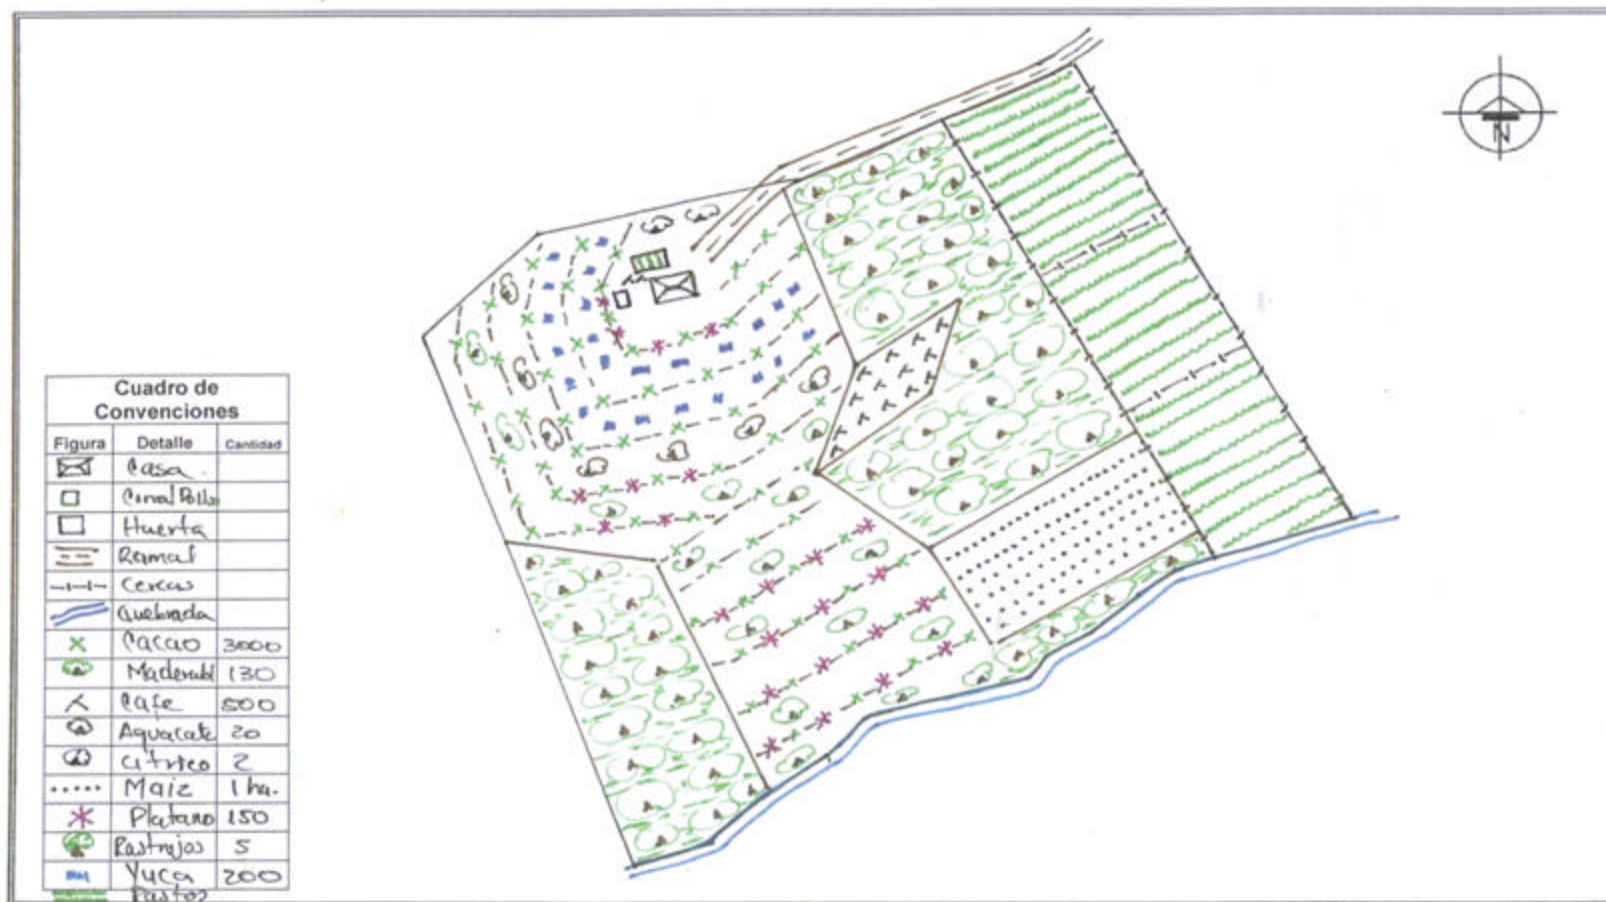 N
Cuadro de
Convenciones
Figura Detalle Cantidad
Casa
Corral Pollos
Huerta
Ramal
Cercas
Quebrada
Cacao 3000
Maderabl 130
Cafe 500
Aguacate 20
Citrico 2
Maiz 1 ha.
Platano 150
Rastrojos 5
Yuca 200
Pastos